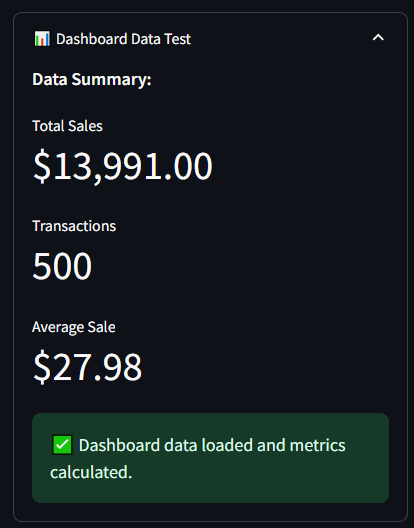 📊 Dashboard Data Test
Data Summary:
Total Sales
$13,991.00
Transactions
500
Average Sale
$27.98
✅ Dashboard data loaded and metrics
calculated.